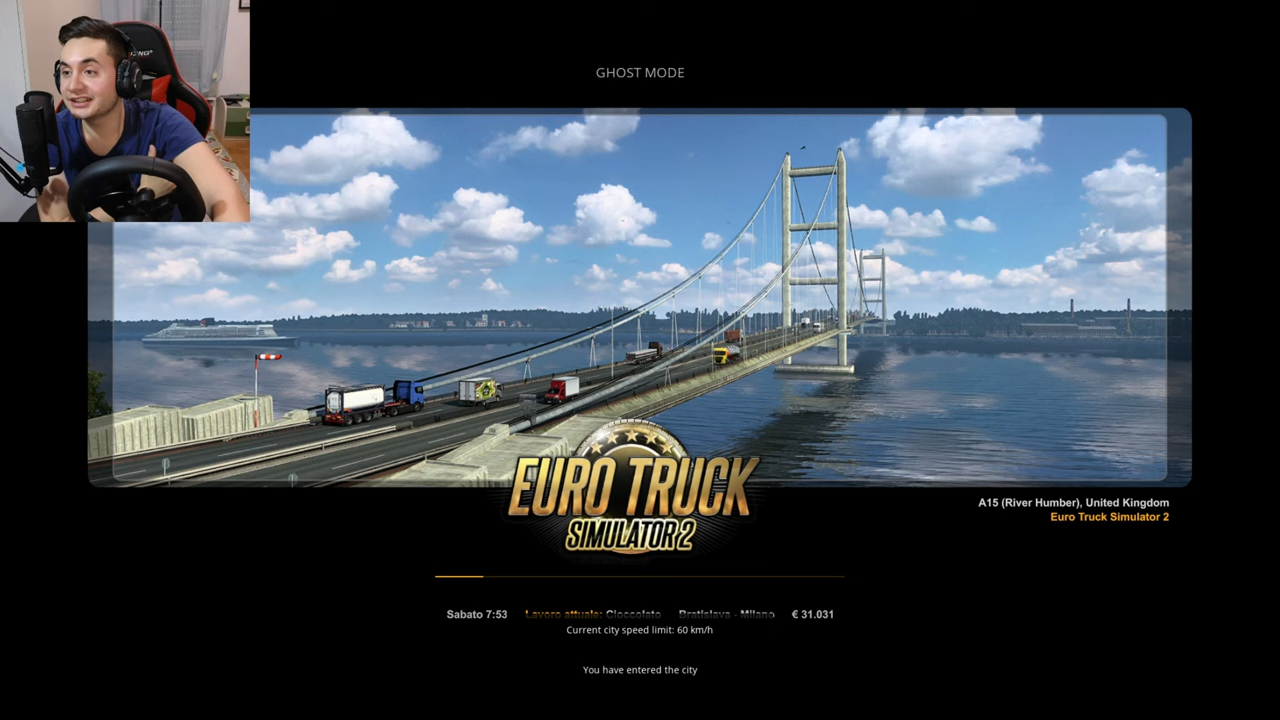 GHOST MODE
EURO TRUCK
SIMULATOR 2
A15 (River Humber), United Kingdom
Euro Truck Simulator 2
Sabato 7:53 Lavoro attuale: Cioccolato Bratislava - Milano € 31.031
Current city speed limit: 60 km/h
You have entered the city